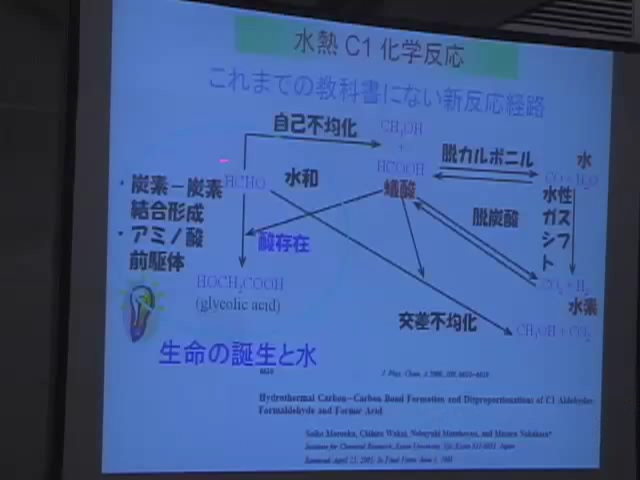 水熱 C1 化学反応
これまでの教科書にない新反応経路
自己不均化
CH3OH
+
HCOOH
蟻酸
脱カルボニル
水
CO + H2O
HCHO
水和
・炭素－炭素
結合形成
・アミノ酸
前駆体
水性
ガス
シフ
ト
脱炭酸
酸存在
HOCH2COOH
(glycolic acid)
CO2 + H2
水素
交差不均化
CH3OH + CO2
生命の誕生と水
Hydrothermal Carbon−Carbon Bond Formation and Disproportionations of C1 Aldehydes:
Formaldehyde and Formic Acid